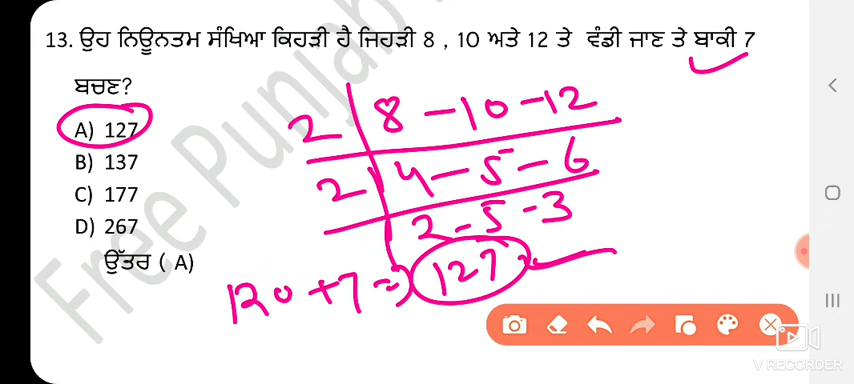 13. ਉਹ ਨਿਊਨਤਮ ਸੰਖਿਆ ਕਿਹੜੀ ਹੈ ਜਿਹੜੀ 8 , 10 ਅਤੇ 12 ਤੇ ਵੰਡੀ ਜਾਣ ਤੇ ਬਾਕੀ 7
ਬਚਣ?
A) 127
B) 137
C) 177
D) 267
ਉੱਤਰ ( A)
2 8 - 10 - 12
2 4 - 5 - 6
2 - 5 - 3
120 + 7 => 127
Free Punjab
V RECORDER